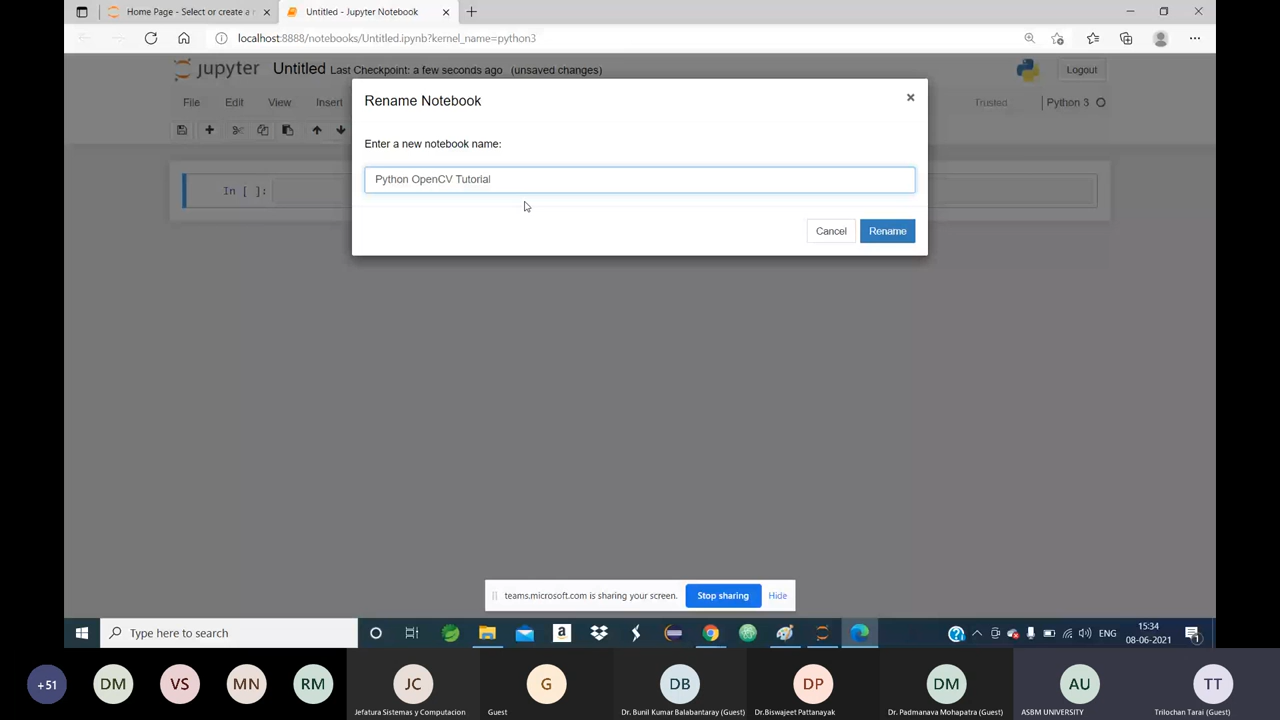 Home Page - Select or create a n
Untitled - Jupyter Notebook
localhost:8888/notebooks/Untitled.ipynb?kernel_name=python3
jupyter Untitled Last Checkpoint: a few seconds ago (unsaved changes)
Logout
File Edit View Insert
Trusted Python 3
Rename Notebook
Enter a new notebook name:
Python OpenCV Tutorial
Cancel Rename
In [ ]:
teams.microsoft.com is sharing your screen. Stop sharing Hide
Type here to search
a
ENG
15:34
08-06-2021
1
+51 DM VS MN RM JC G DB DP DM AU TT
Jefatura Sistemas y Computacion Guest Dr. Bunil Kumar Balabantaray (Guest) Dr.Biswajeet Pattanayak Dr. Padmanava Mohapatra (Guest) ASBM UNIVERSITY Trilochan Tarai (Guest)